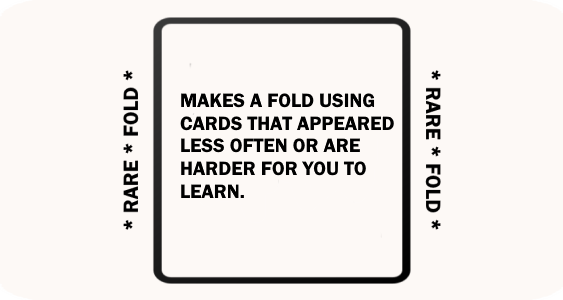 * RARE * FOLD *
MAKES A FOLD USING
CARDS THAT APPEARED
LESS OFTEN OR ARE
HARDER FOR YOU TO
LEARN.
* RARE * FOLD *